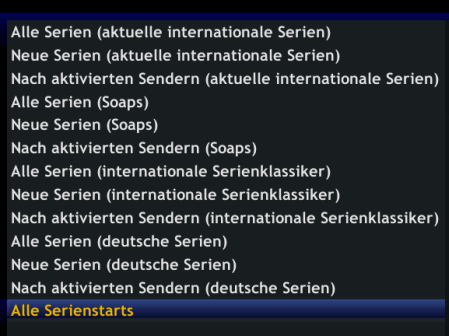 Alle Serien (aktuelle internationale Serien)
Neue Serien (aktuelle internationale Serien)
Nach aktivierten Sendern (aktuelle internationale Serien)
Alle Serien (Soaps)
Neue Serien (Soaps)
Nach aktivierten Sendern (Soaps)
Alle Serien (internationale Serienklassiker)
Neue Serien (internationale Serienklassiker)
Nach aktivierten Sendern (internationale Serienklassiker)
Alle Serien (deutsche Serien)
Neue Serien (deutsche Serien)
Nach aktivierten Sendern (deutsche Serien)
Alle Serienstarts